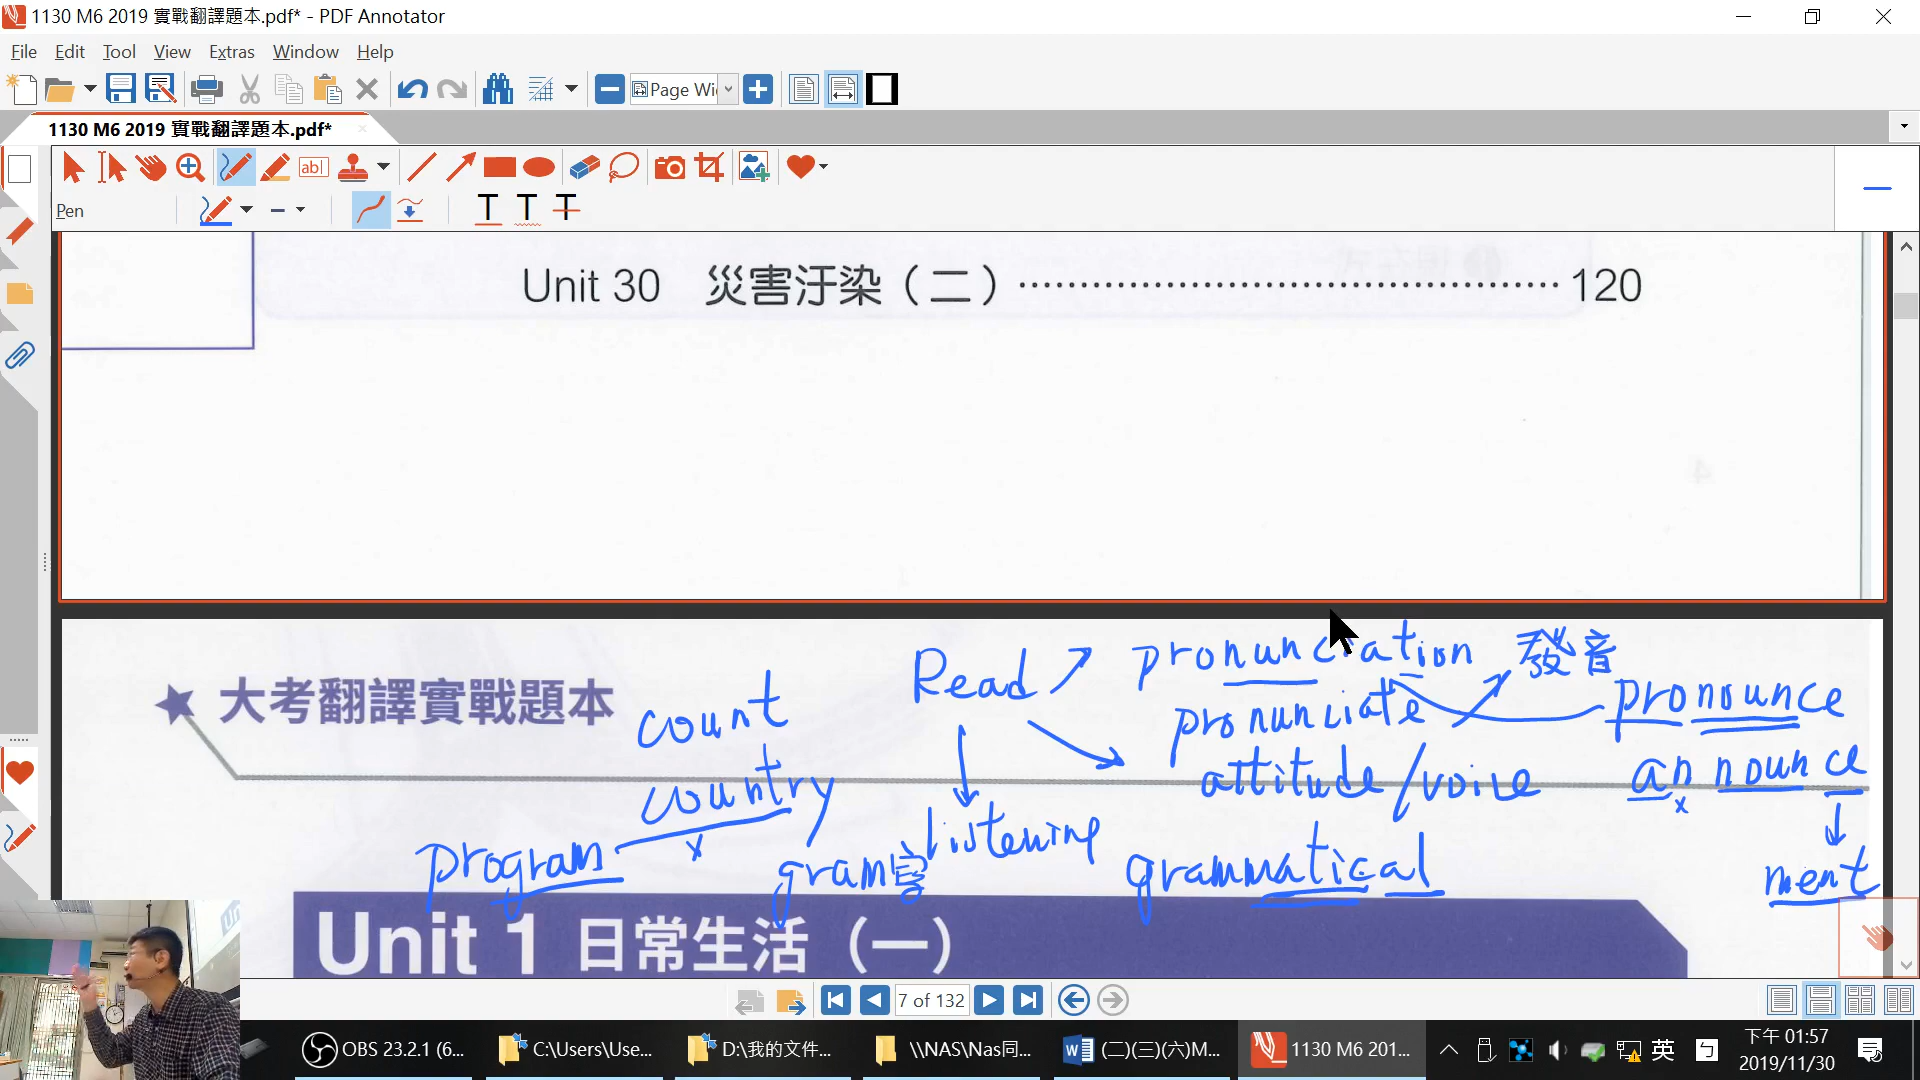 1130 M6 2019 實戰翻譯題本.pdf* - PDF Annotator
File Edit Tool View Extras Window Help
Page Wi
1130 M6 2019 實戰翻譯題本.pdf*
ab|
Pen
T T T
Unit 30 災害汙染（二）………………………………… 120
Read pronunciation 發音
★ 大考翻譯實戰題本
count pronunciate pronounce
country attitude / voice announce
x x
program gram listening grammatical ment
Unit 1 日常生活（一）
7 of 132
OBS 23.2.1 (6... C:\Users\Use... D:\我的文件... \\NAS\Nas同... (二)(三)(六)M... 1130 M6 201... 英 ㄅ 下午 01:57
2019/11/30